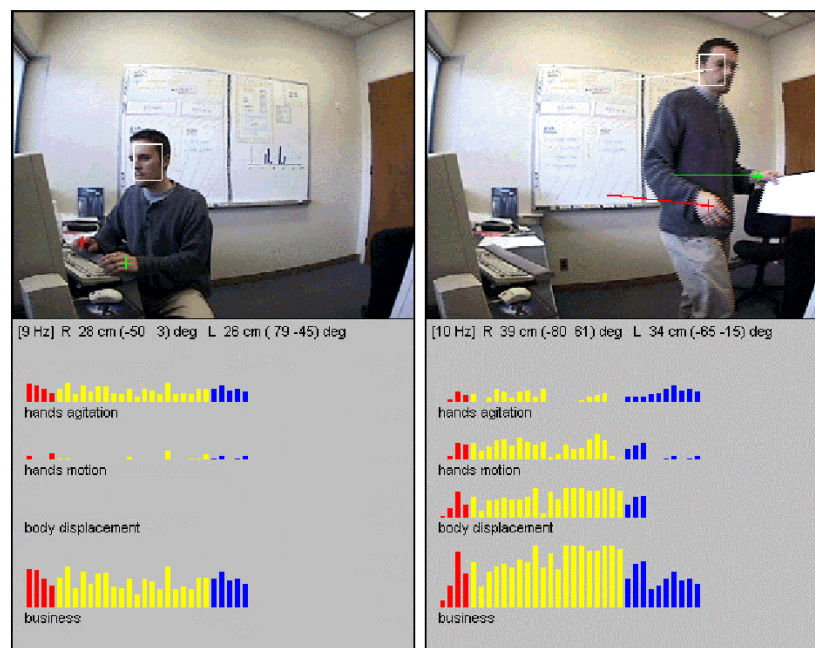 [9 Hz] R 28 cm (-50 3) deg L 26 cm ( 79 -45) deg
hands agitation
hands motion
body displacement
business
[10 Hz] R 39 cm (-80 61) deg L 34 cm (-65 -15) deg
hands agitation
hands motion
body displacement
business